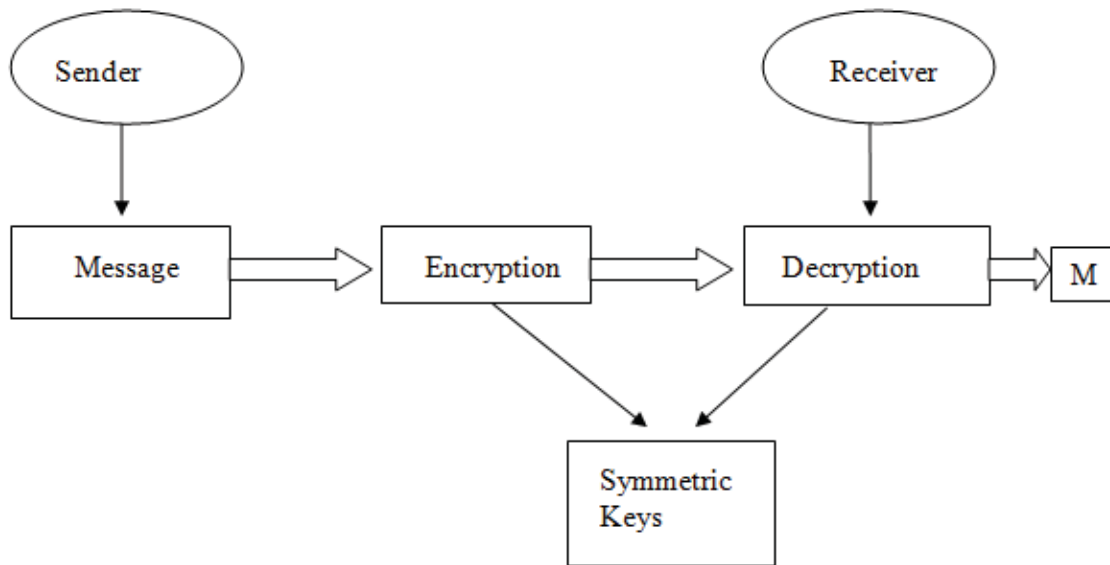 Sender
Receiver
Message
Encryption
Decryption
M
Symmetric
Keys